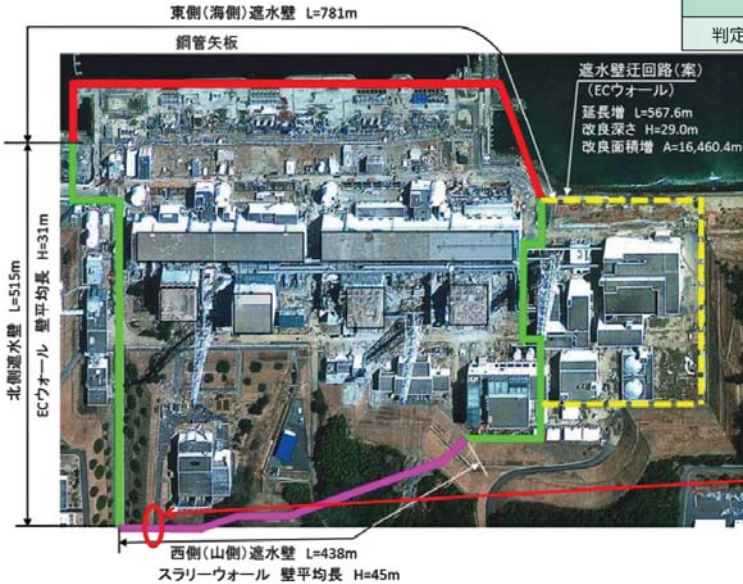 東側(海側)遮水壁 L=781m
鋼管矢板
判定
遮水壁迂回路(案)
(ECウォール)
延長増 L=567.6m
改良深さ H=29.0m
改良面積増 A=16,460.4m
北側遮水壁 L=515m
ECウォール 壁平均長 H=31m
西側(山側)遮水壁 L=438m
スラリーウォール 壁平均長 H=45m